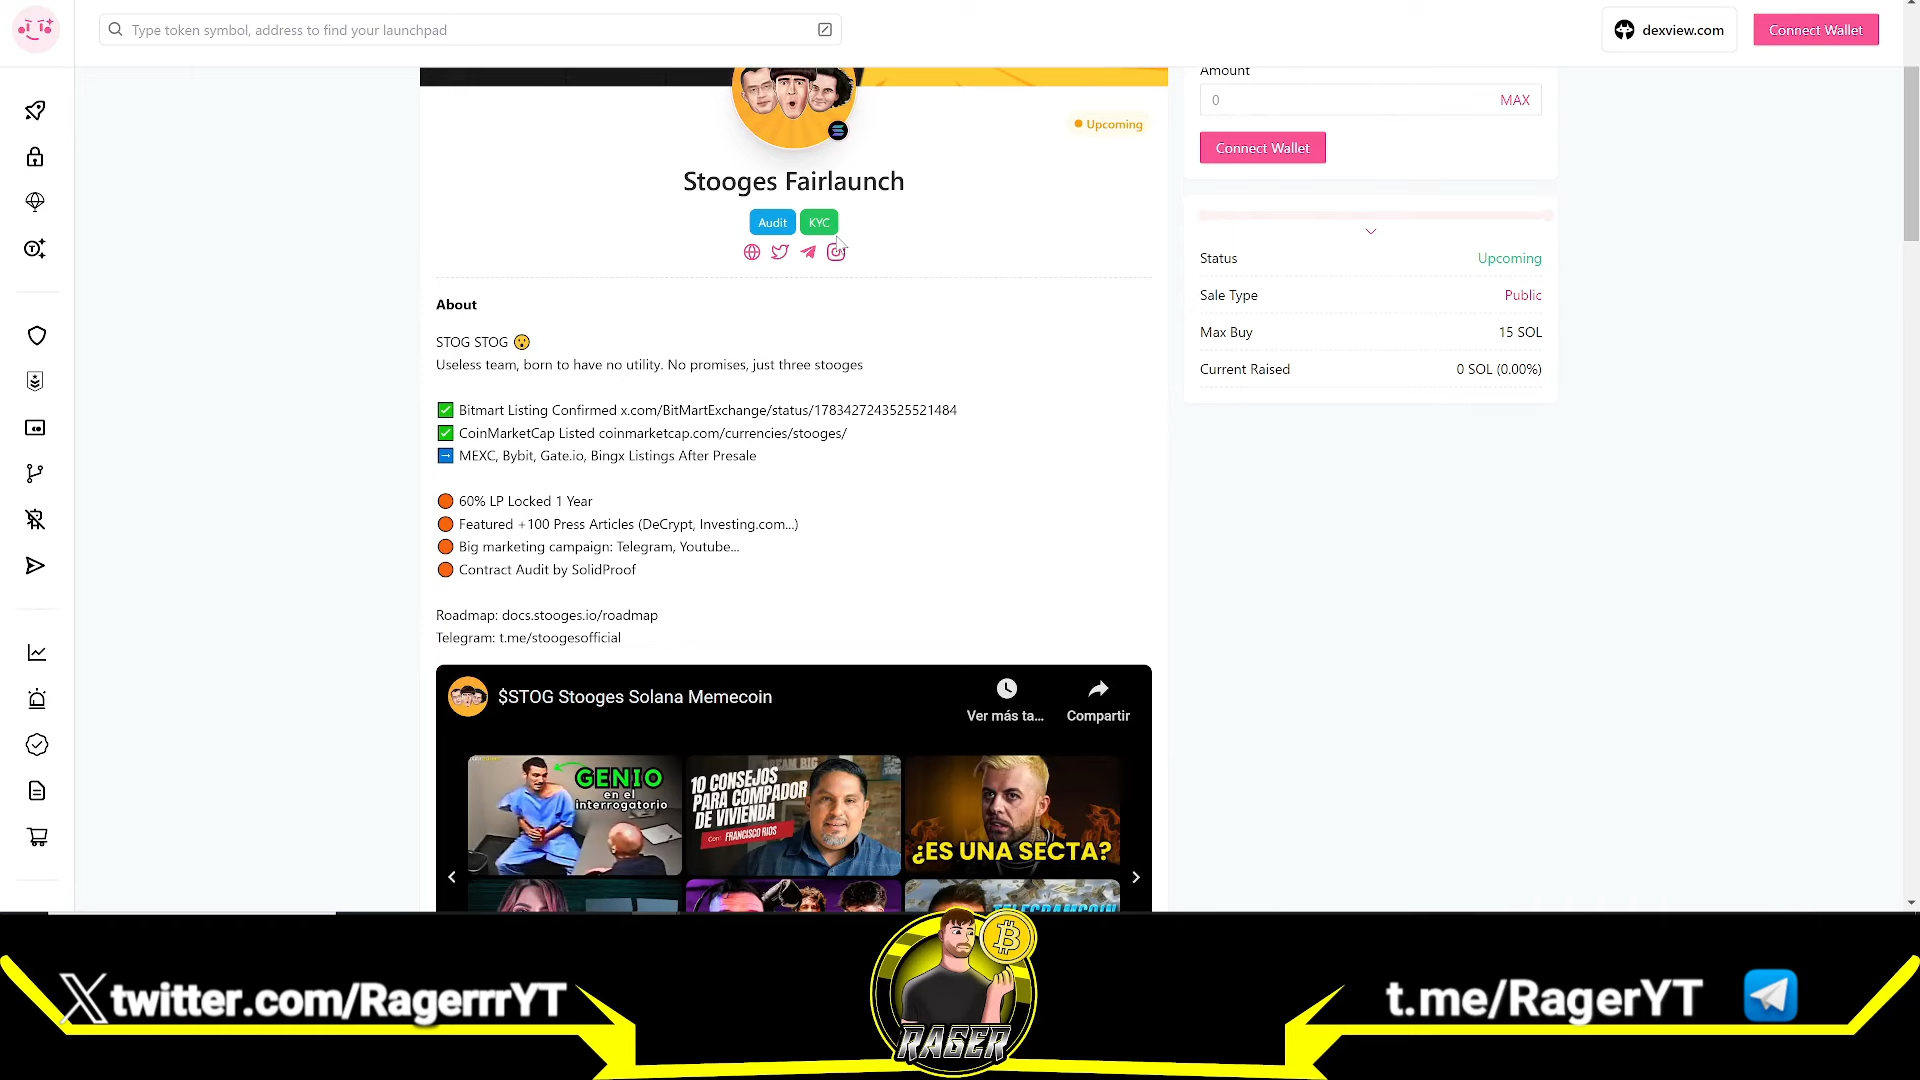 Type token symbol, address to find your launchpad
dexview.com
Connect Wallet
Upcoming
Stooges Fairlaunch
Audit
KYC
About
STOG STOG 😮
Useless team, born to have no utility. No promises, just three stooges
✅ Bitmart Listing Confirmed x.com/BitMartExchange/status/1783427243525521484
✅ CoinMarketCap Listed coinmarketcap.com/currencies/stooges/
➡️ MEXC, Bybit, Gate.io, Bingx Listings After Presale
🟠 60% LP Locked 1 Year
🟠 Featured +100 Press Articles (DeCrypt, Investing.com...)
🟠 Big marketing campaign: Telegram, Youtube...
🟠 Contract Audit by SolidProof
Roadmap: docs.stooges.io/roadmap
Telegram: t.me/stoogesofficial
$STOG Stooges Solana Memecoin
Ver más ta...
Compartir
GENIO
en el
interrogatorio
10 CONSEJOS
PARA COMPADOR
DE VIVIENDA
Con: FRANCISCO RIOS
¿ES UNA SECTA?
TELEGRAMCOIN
Amount
0
MAX
Connect Wallet
Status
Upcoming
Sale Type
Public
Max Buy
15 SOL
Current Raised
0 SOL (0.00%)
X twitter.com/RagerrrYT
RAGER
t.me/RagerYT